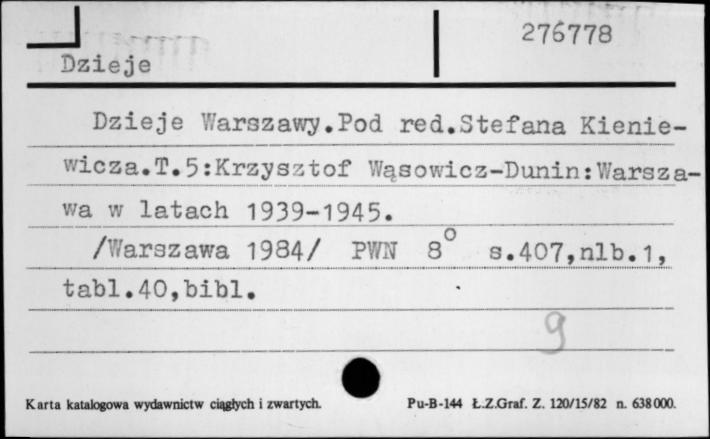 276778
Dzieje
Dzieje Warszawy.Pod red.Stefana Kienie-
wicza.T.5:Krzysztof Wąsowicz-Dunin:Warsza-
wa w latach 1939-1945.
/Warszawa 1984/ PWN 8° s.407,nlb.1,
tabl.40,bibl.
9
Karta katalogowa wydawnictw ciągłych i zwartych. Pu-B-144 Ł.Z.Graf. Z. 120/15/82 n. 638000.